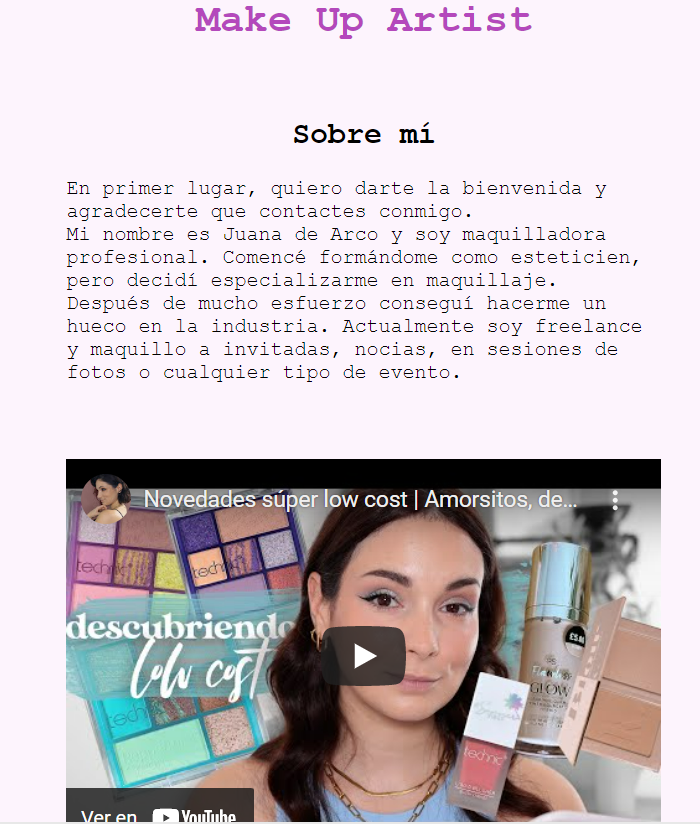 Make Up Artist
Sobre mí
En primer lugar, quiero darte la bienvenida y
agradecerte que contactes conmigo.
Mi nombre es Juana de Arco y soy maquilladora
profesional. Comencé formándome como esteticien,
pero decidí especializarme en maquillaje.
Después de mucho esfuerzo conseguí hacerme un
hueco en la industria. Actualmente soy freelance
y maquillo a invitadas, nocias, en sesiones de
fotos o cualquier tipo de evento.
Novedades súper low cost | Amorsitos, de...
technic
technic
descubriendo
low cost
technic
GLOW
technic
Ver en YouTube